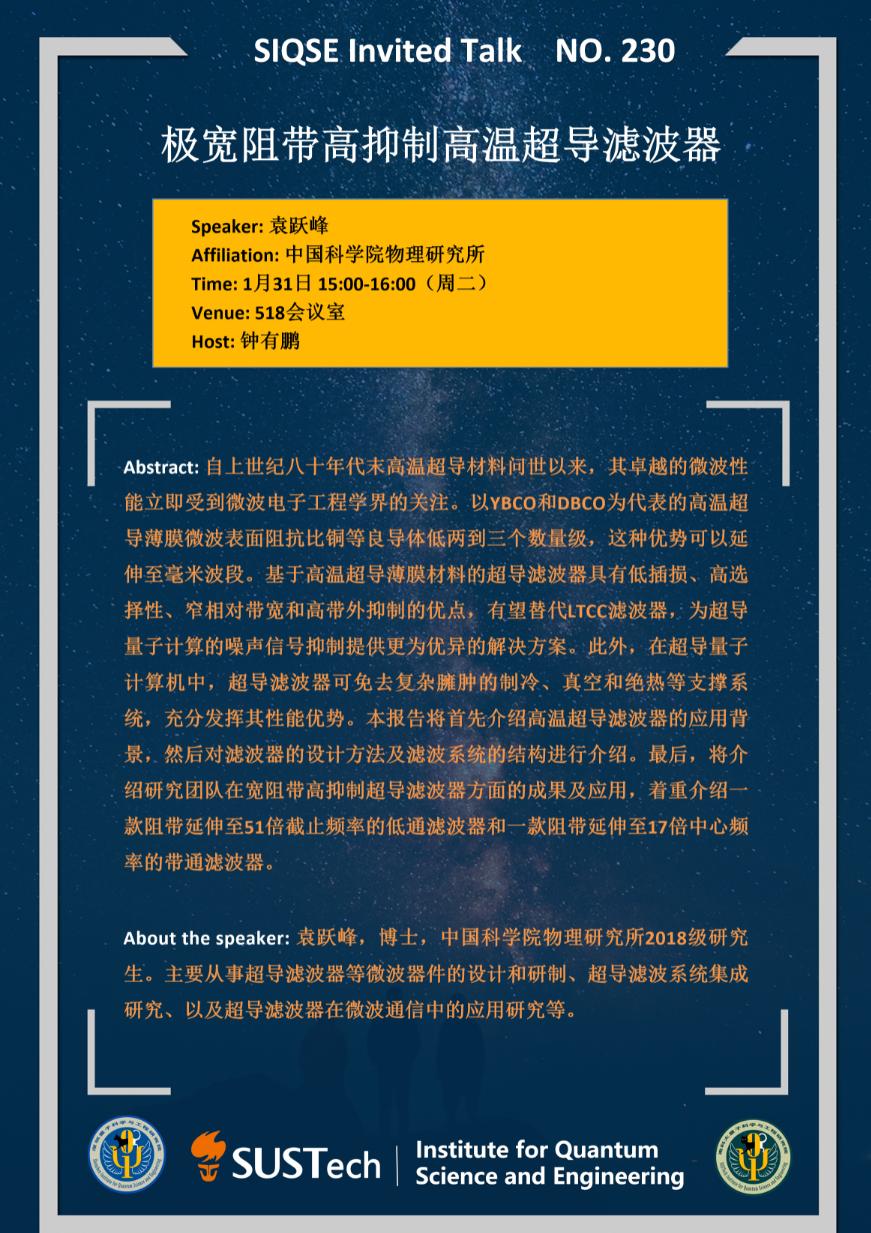 SIQSE Invited Talk NO. 230
极宽阻带高抑制高温超导滤波器
Speaker: 袁跃峰
Affiliation: 中国科学院物理研究所
Time: 1月31日 15:00-16:00（周二）
Venue: 518会议室
Host: 钟有鹏
Abstract: 自上世纪八十年代末高温超导材料问世以来，其卓越的微波性
能立即受到微波电子工程学界的关注。以YBCO和DBCO为代表的高温超
导薄膜微波表面阻抗比铜等良导体低两到三个数量级，这种优势可以延
伸至毫米波段。基于高温超导薄膜材料的超导滤波器具有低插损、高选
择性、窄相对带宽和高带外抑制的优点，有望替代LTCC滤波器，为超导
量子计算的噪声信号抑制提供更为优异的解决方案。此外，在超导量子
计算机中，超导滤波器可免去复杂臃肿的制冷、真空和绝热等支撑系
统，充分发挥其性能优势。本报告将首先介绍高温超导滤波器的应用背
景，然后对滤波器的设计方法及滤波系统的结构进行介绍。最后，将介
绍研究团队在宽阻带高抑制超导滤波器方面的成果及应用，着重介绍一
款阻带延伸至51倍截止频率的低通滤波器和一款阻带延伸至17倍中心频
率的带通滤波器。
About the speaker: 袁跃峰，博士，中国科学院物理研究所2018级研究
生。主要从事超导滤波器等微波器件的设计和研制、超导滤波系统集成
研究、以及超导滤波器在微波通信中的应用研究等。
SUSTech
Institute for Quantum
Science and Engineering